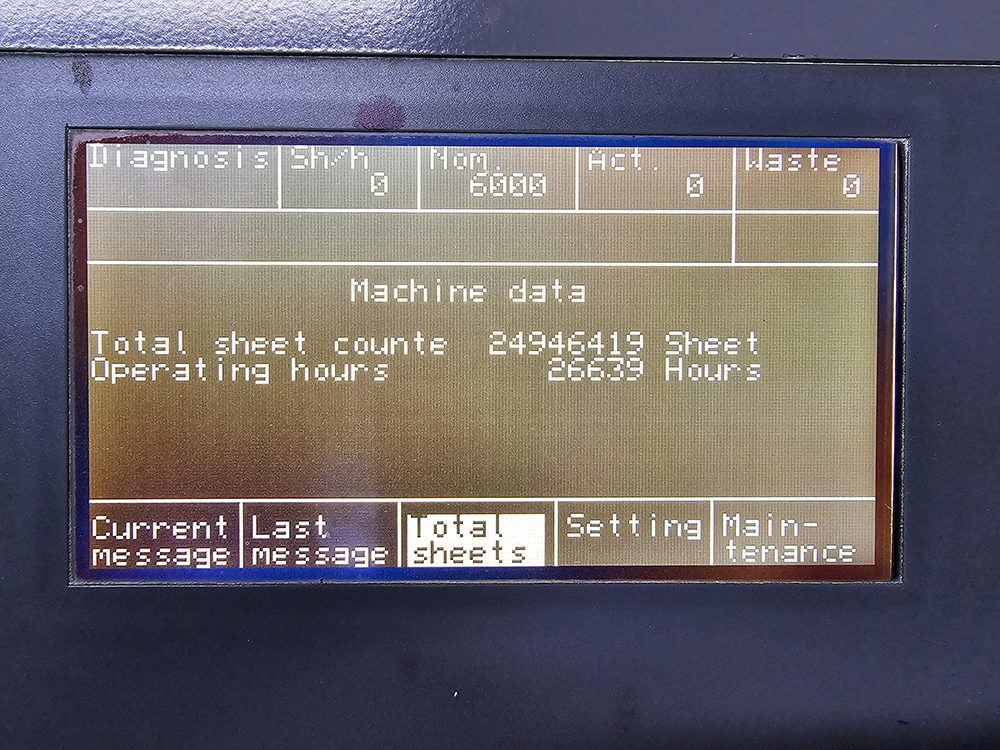 Diagnosis Sh/h Nom. Act. Waste
0 6000 0 0
Machine data
Total sheet counte 24946419 Sheet
Operating hours 26639 Hours
Current Last Total Setting Main-
message message sheets tenance